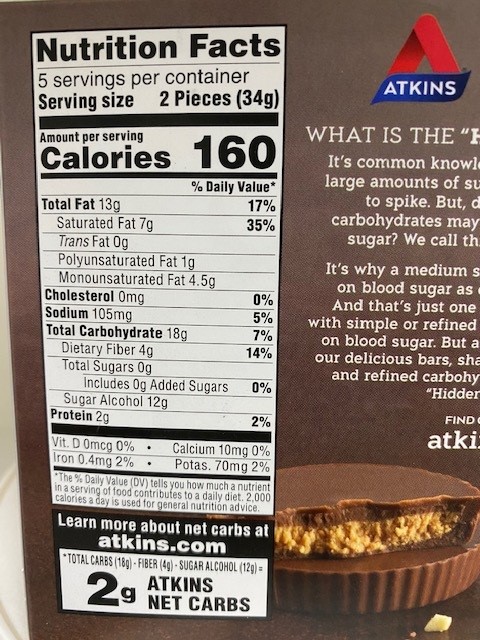 Nutrition Facts
5 servings per container
Serving size 2 Pieces (34g)
Amount per serving
Calories 160
% Daily Value*
Total Fat 13g 17%
Saturated Fat 7g 35%
Trans Fat 0g
Polyunsaturated Fat 1g
Monounsaturated Fat 4.5g
Cholesterol 0mg 0%
Sodium 105mg 5%
Total Carbohydrate 18g 7%
Dietary Fiber 4g 14%
Total Sugars 0g
Includes 0g Added Sugars 0%
Sugar Alcohol 12g
Protein 2g 2%
Vit. D 0mcg 0% • Calcium 10mg 0%
Iron 0.4mg 2% • Potas. 70mg 2%
*The % Daily Value (DV) tells you how much a nutrient
in a serving of food contributes to a daily diet. 2,000
calories a day is used for general nutrition advice.
Learn more about net carbs at
atkins.com
*TOTAL CARBS (18g) - FIBER (4g) - SUGAR ALCOHOL (12g) =
2g ATKINS
NET CARBS
ATKINS
WHAT IS THE "
It's common
large amounts of
to spike. But,
carbohydrates may
sugar? We call
It's why a medium
on blood sugar as
And that's just one
with simple or refined
on blood sugar. But
our delicious bars,
and refined
"Hidden
FIND